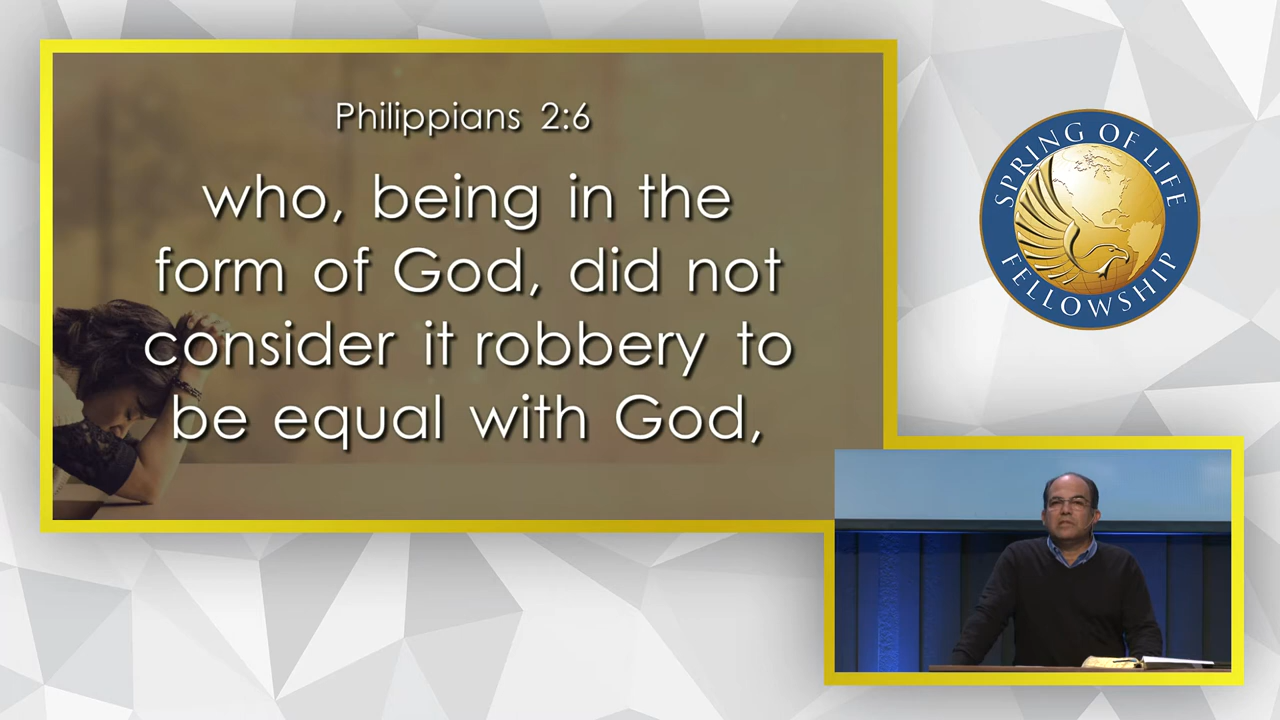 Philippians 2:6
who, being in the
form of God, did not
consider it robbery to
be equal with God,
SPRING OF LIFE
FELLOWSHIP